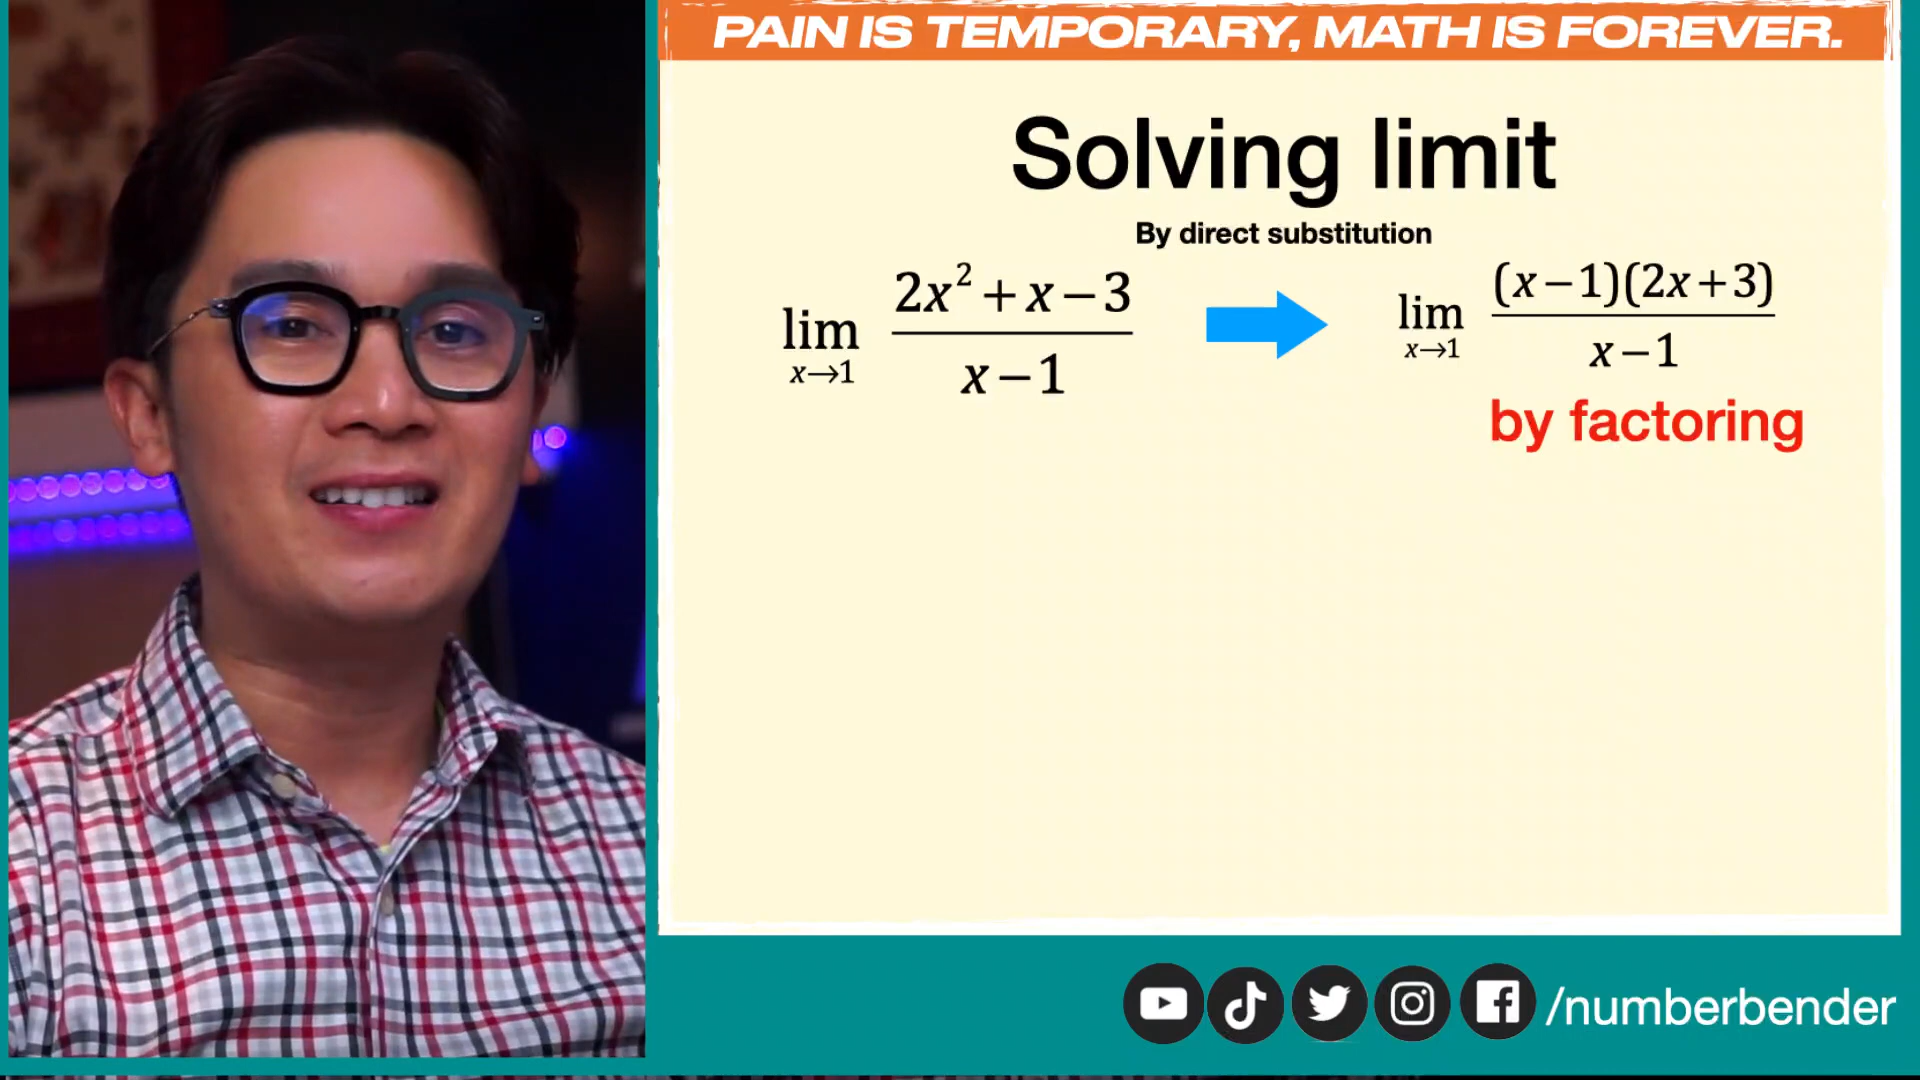 PAIN IS TEMPORARY, MATH IS FOREVER.
Solving limit
By direct substitution
lim x→1 (2x² + x − 3)/(x − 1)
lim x→1 (x − 1)(2x + 3)/(x − 1)
by factoring
/numberbender